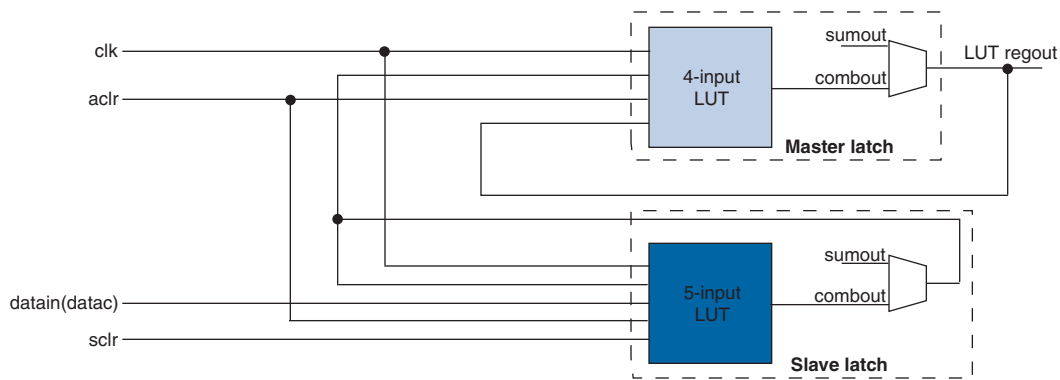 clk
aclr
4-input
LUT
sumout
combout
LUT regout
Master latch
datain(datac)
sclr
5-input
LUT
sumout
combout
Slave latch